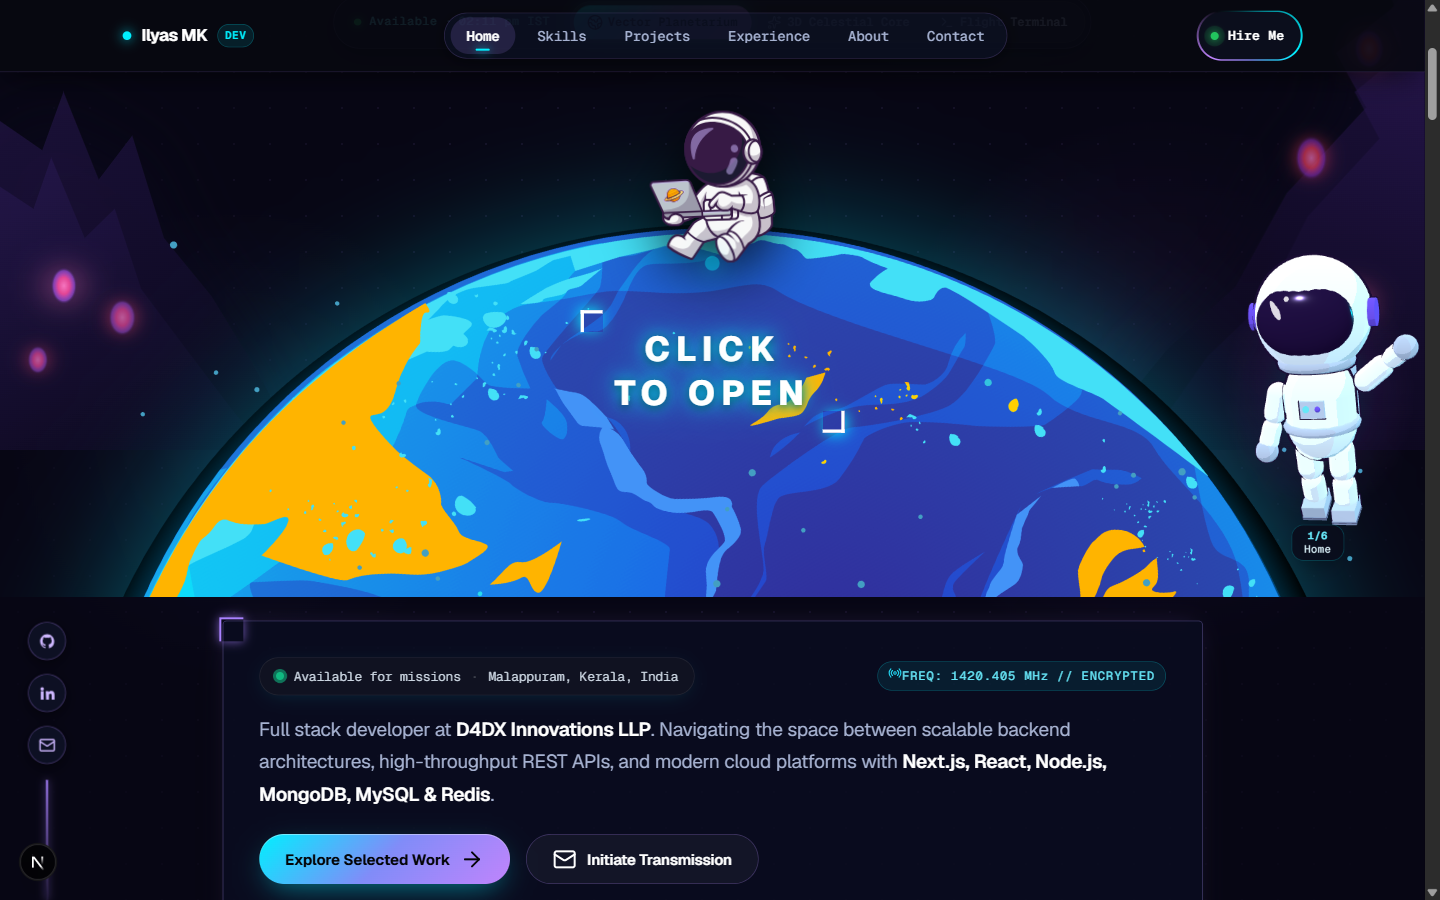 Ilyas MK DEV
Home Skills Projects Experience About Contact
Hire Me
CLICK
TO OPEN
1/6
Home
Available for missions · Malappuram, Kerala, India
FREQ: 1420.405 MHz // ENCRYPTED
Full stack developer at D4DX Innovations LLP. Navigating the space between scalable backend
architectures, high-throughput REST APIs, and modern cloud platforms with Next.js, React, Node.js,
MongoDB, MySQL & Redis.
Explore Selected Work
Initiate Transmission
in
N